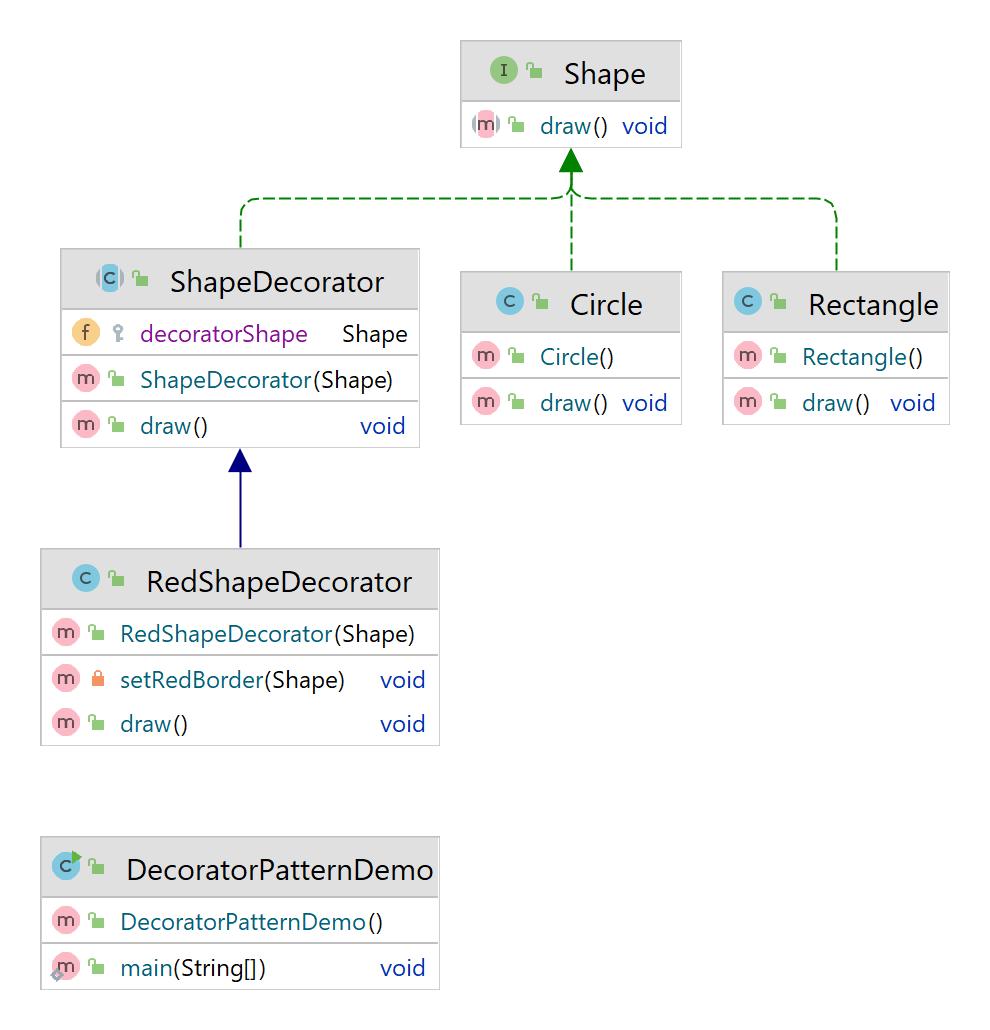 I Shape
m draw() void
C ShapeDecorator
f decoratorShape Shape
m ShapeDecorator(Shape)
m draw() void
C Circle
m Circle()
m draw() void
C Rectangle
m Rectangle()
m draw() void
C RedShapeDecorator
m RedShapeDecorator(Shape)
m setRedBorder(Shape) void
m draw() void
C DecoratorPatternDemo
m DecoratorPatternDemo()
m main(String[]) void